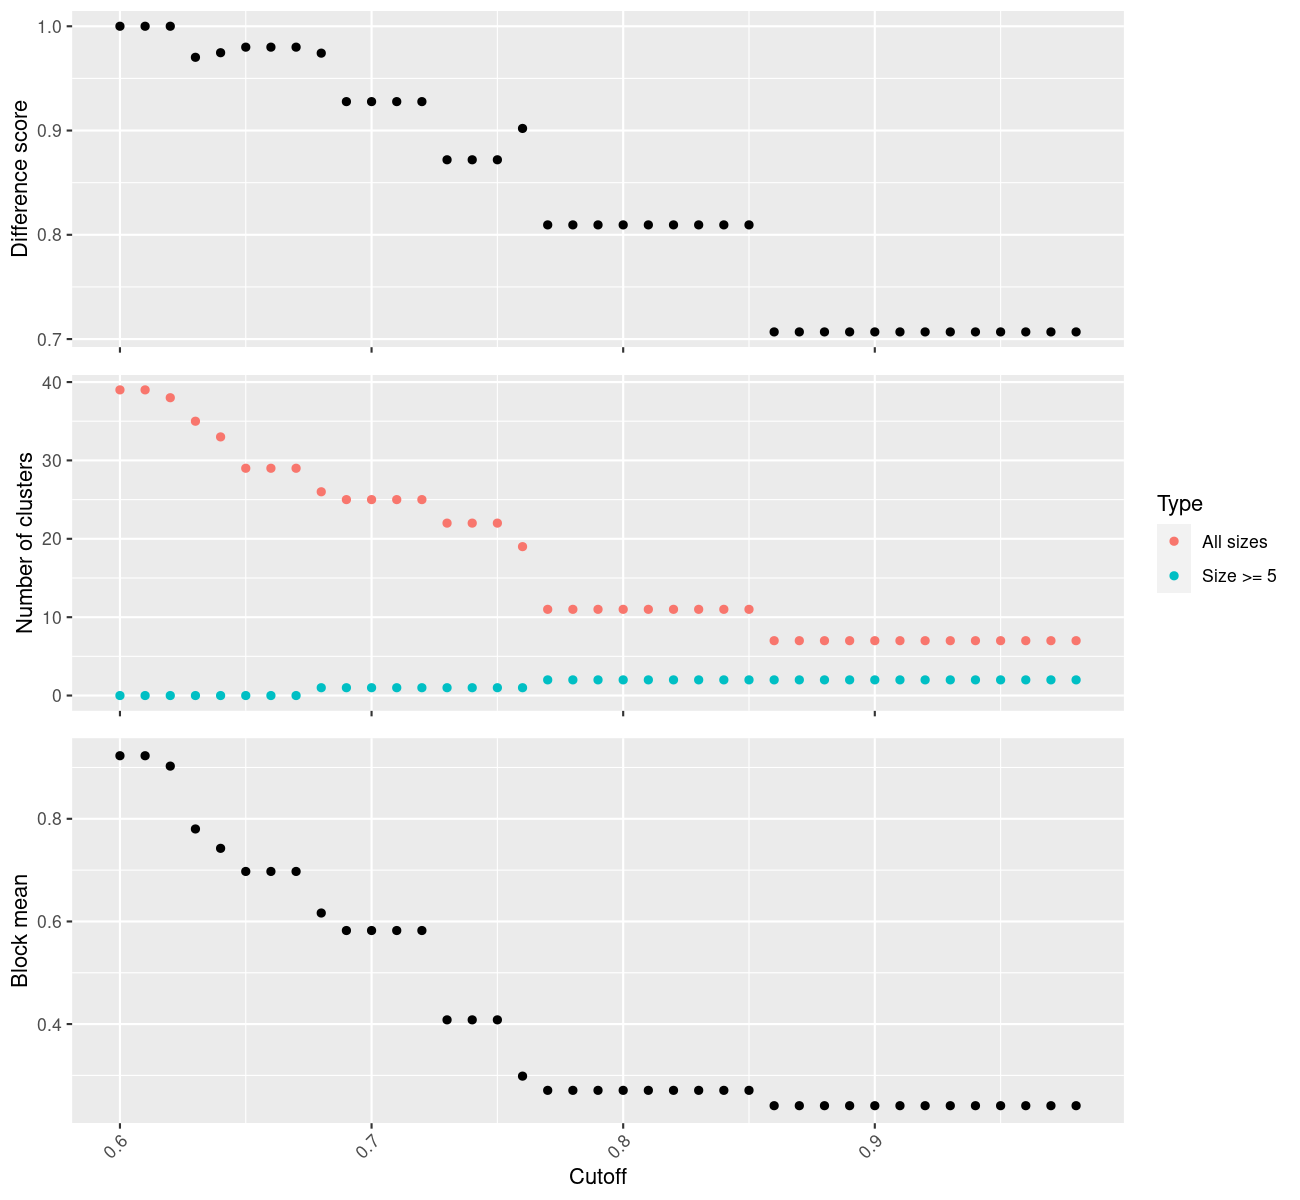 Difference score
1.0
0.9
0.8
0.7
Number of clusters
40
30
20
10
0
Type
All sizes
Size >= 5
Block mean
0.8
0.6
0.4
0.6
0.7
0.8
0.9
Cutoff